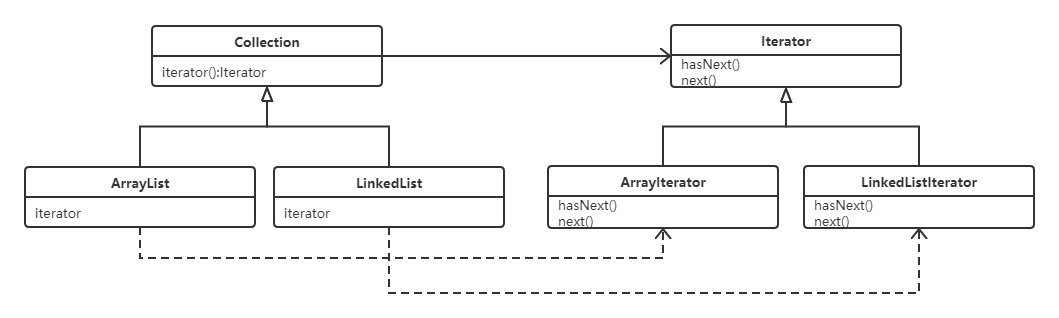 Collection
iterator():Iterator
Iterator
hasNext()
next()
ArrayList
iterator
LinkedList
iterator
ArrayIterator
hasNext()
next()
LinkedListIterator
hasNext()
next()